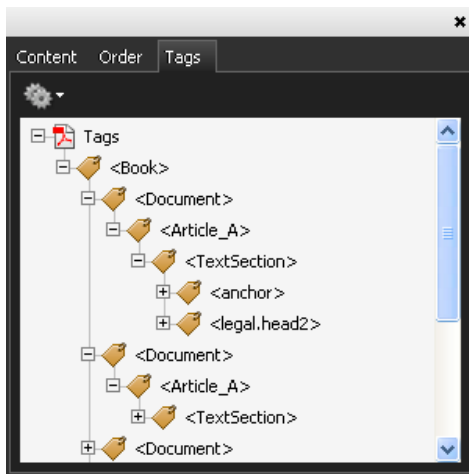 Content Order Tags
Tags
<Book>
<Document>
<Article_A>
<TextSection>
<anchor>
<legal.head2>
<Document>
<Article_A>
<TextSection>
<Document>